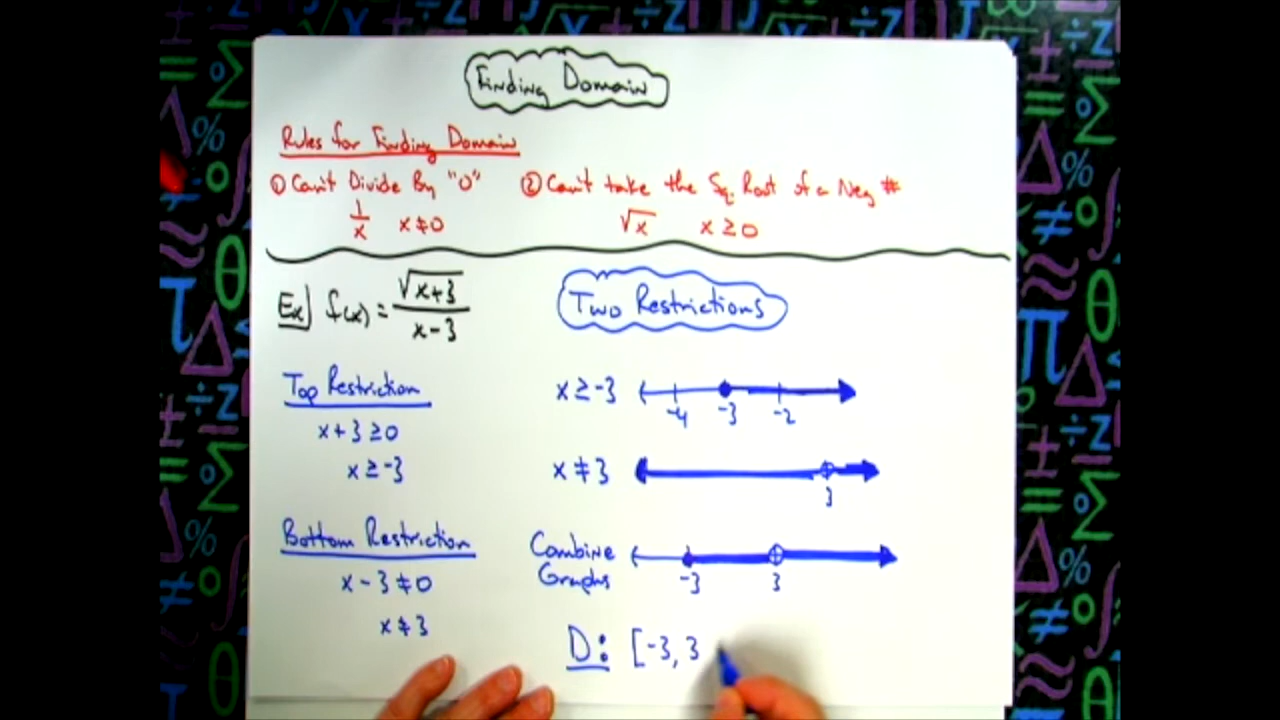 Finding Domain
Rules for Finding Domain
① Can't Divide By "0"
1/x x ≠ 0
② Can't take the Sq. Root of a Neg #
√x x ≥ 0
Ex] f(x) = √(x+3)/(x-3)
Two Restrictions
Top Restriction
x + 3 ≥ 0
x ≥ -3
Bottom Restriction
x - 3 ≠ 0
x ≠ 3
x ≥ -3
-4 -3 -2
x ≠ 3
3
Combine
Graphs
-3 3
D: [-3, 3